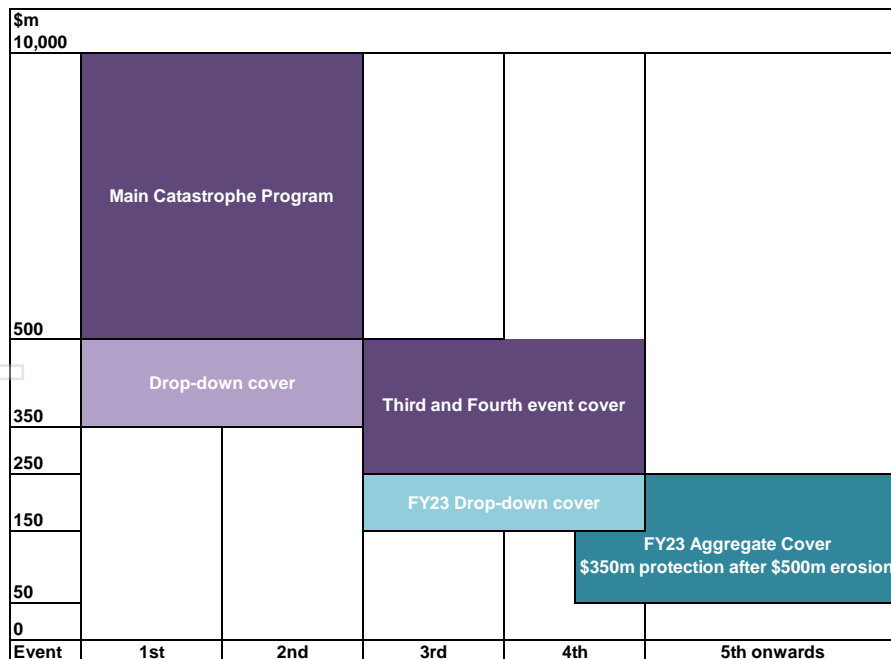 $m
10,000
Main Catastrophe Program
500
Drop-down cover
Third and Fourth event cover
350
250
FY23 Drop-down cover
150
FY23 Aggregate Cover
$350m protection after $500m erosion
50
0
Event 1st 2nd 3rd 4th 5th onwards